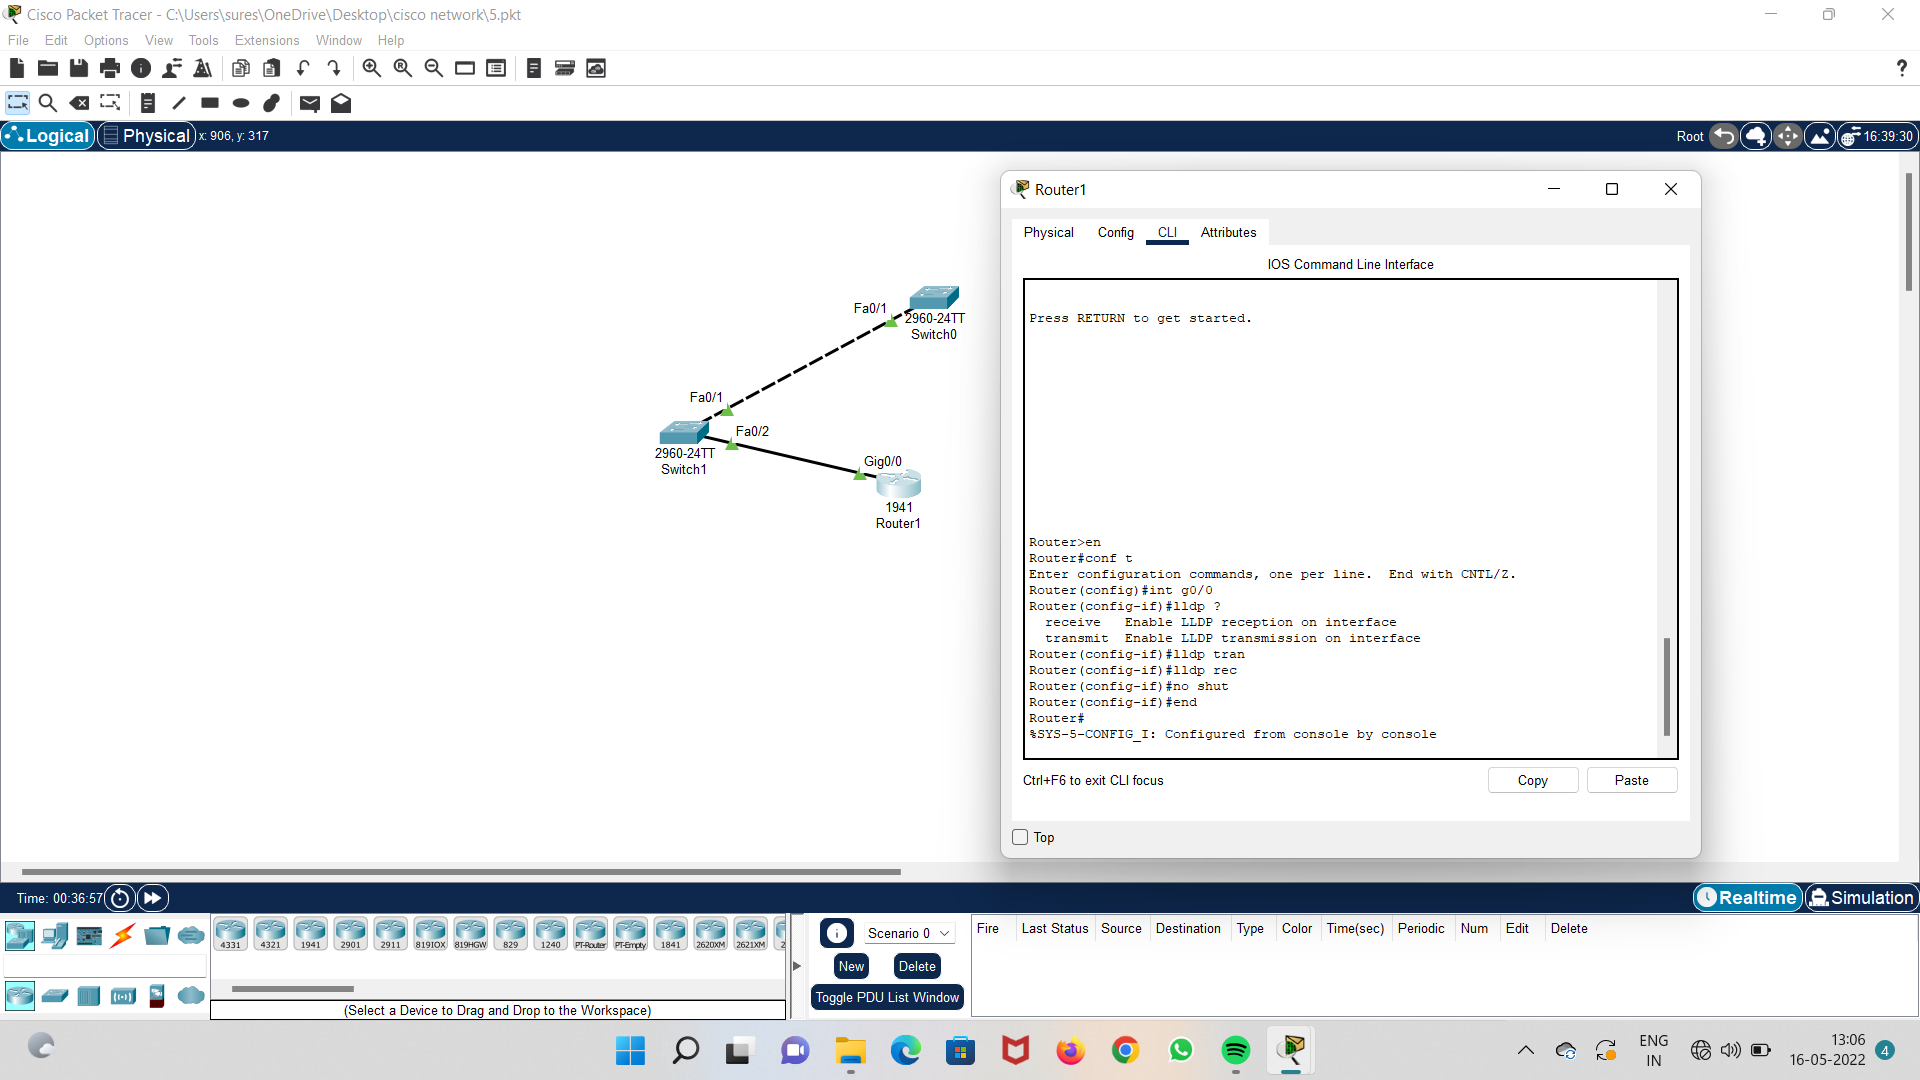 Cisco Packet Tracer - C:\Users\sures\OneDrive\Desktop\cisco network\5.pkt
File Edit Options View Tools Extensions Window Help
?
Logical Physical x: 906, y: 317 Root 16:39:30
Router1
Physical Config CLI Attributes
IOS Command Line Interface
Press RETURN to get started.
Router>en
Router#conf t
Enter configuration commands, one per line.  End with CNTL/Z.
Router(config)#int g0/0
Router(config-if)#lldp ?
receive   Enable LLDP reception on interface
transmit  Enable LLDP transmission on interface
Router(config-if)#lldp tran
Router(config-if)#lldp rec
Router(config-if)#no shut
Router(config-if)#end
Router#
%SYS-5-CONFIG_I: Configured from console by console
Ctrl+F6 to exit CLI focus Copy Paste
Top
Fa0/1
2960-24TT
Switch0
Fa0/1
Fa0/2
2960-24TT
Switch1
Gig0/0
1941
Router1
Time: 00:36:57 Realtime Simulation
4331 4321 1941 2901 2911 819IOX 819HGW 829 1240 PT-Router PT-Empty 1841 2620XM 2621XM 2
(Select a Device to Drag and Drop to the Workspace)
Scenario 0
New Delete
Toggle PDU List Window
Fire Last Status Source Destination Type Color Time(sec) Periodic Num Edit Delete
ENG
IN
13:06
16-05-2022
4